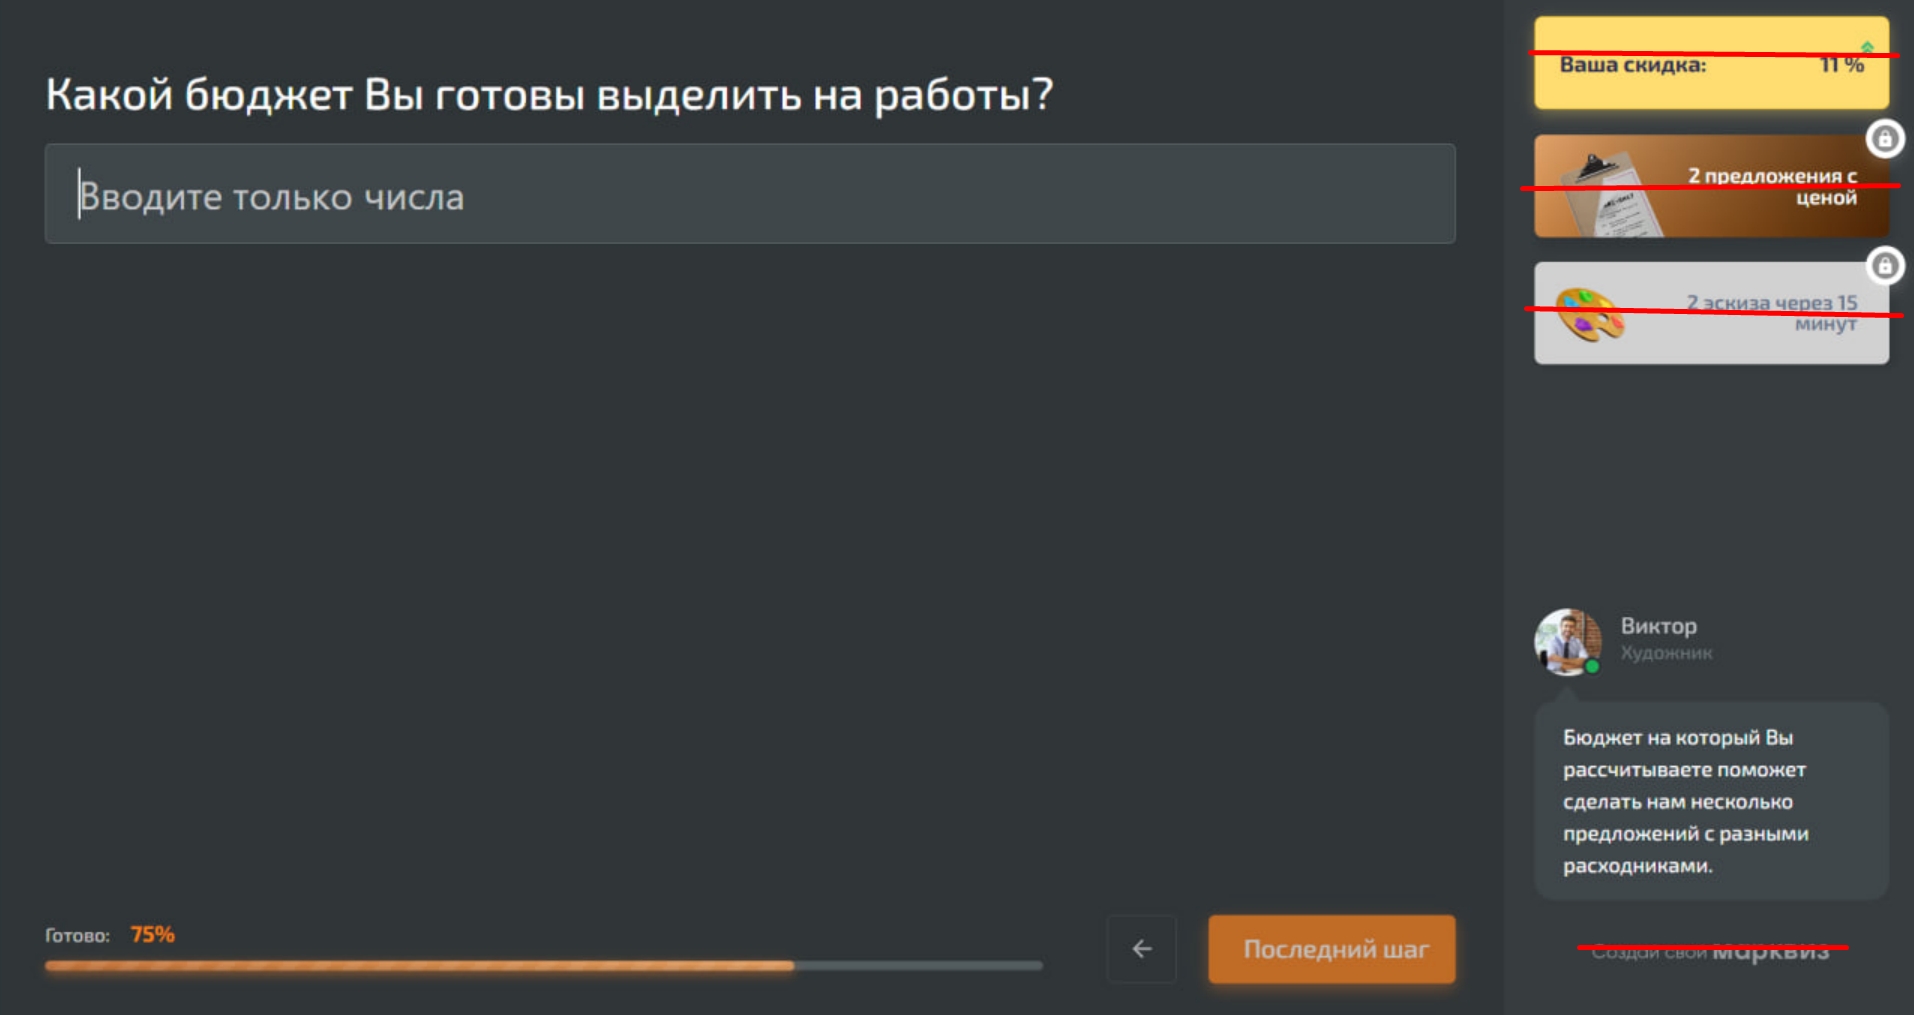 Какой бюджет Вы готовы выделить на работы?
Вводите только числа
Готово: 75%
Последний шаг
Ваша скидка: 11 %
2 предложения с
ценой
2 эскиза через 15
минут
Виктор
Художник
Бюджет на который Вы
рассчитываете поможет
сделать нам несколько
предложений с разными
расходниками.
Создай свой марквиз